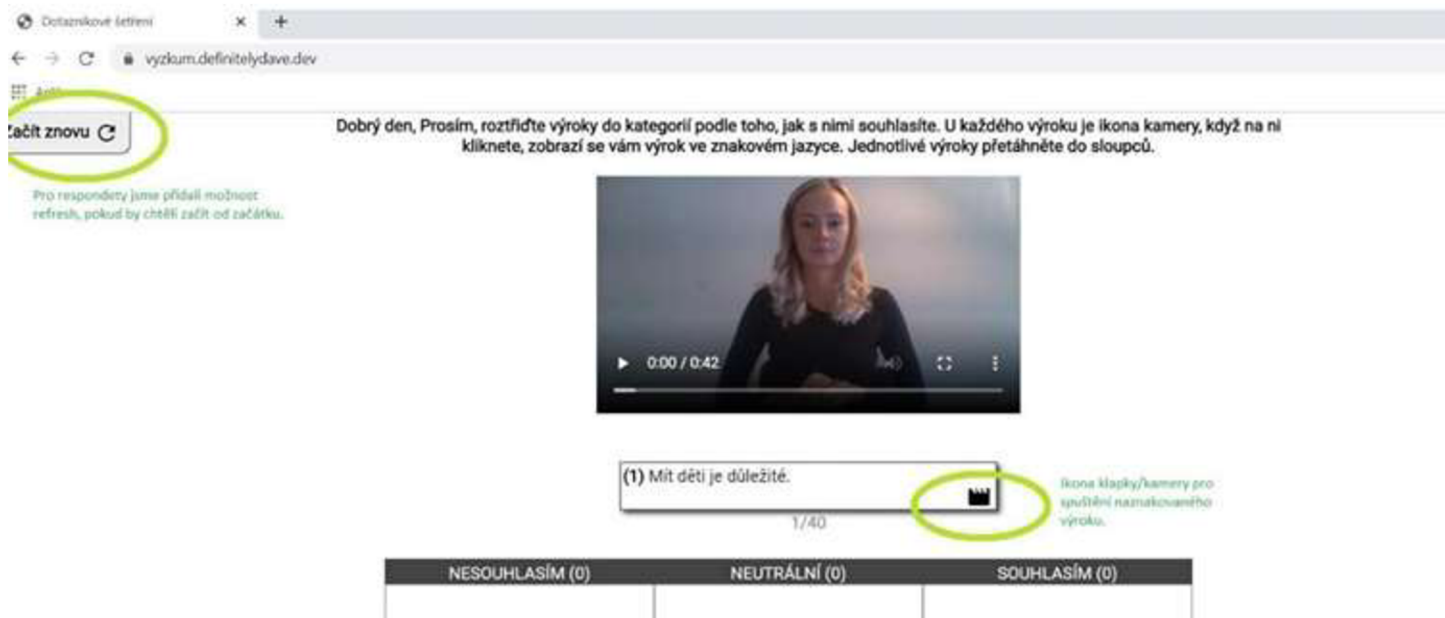 Dotazníkové šetření
vyzkum.definitelydave.dev
Začít znovu
Dobrý den, Prosím, roztřiďte výroky do kategorií podle toho, jak s nimi souhlasíte. U každého výroku je ikona kamery, když na ni
kliknete, zobrazí se vám výrok ve znakovém jazyce. Jednotlivé výroky přetáhněte do sloupců.
Pro respondety jsme přidali možnost
refresh, pokud by chtěli začít od začátku.
0:00 / 0:42
(1) Mít děti je důležité.
1/40
Ikona klapky/kamery pro
spuštění naznakovaného
výroku.
NESOUHLASÍM (0) NEUTRÁLNÍ (0) SOUHLASÍM (0)